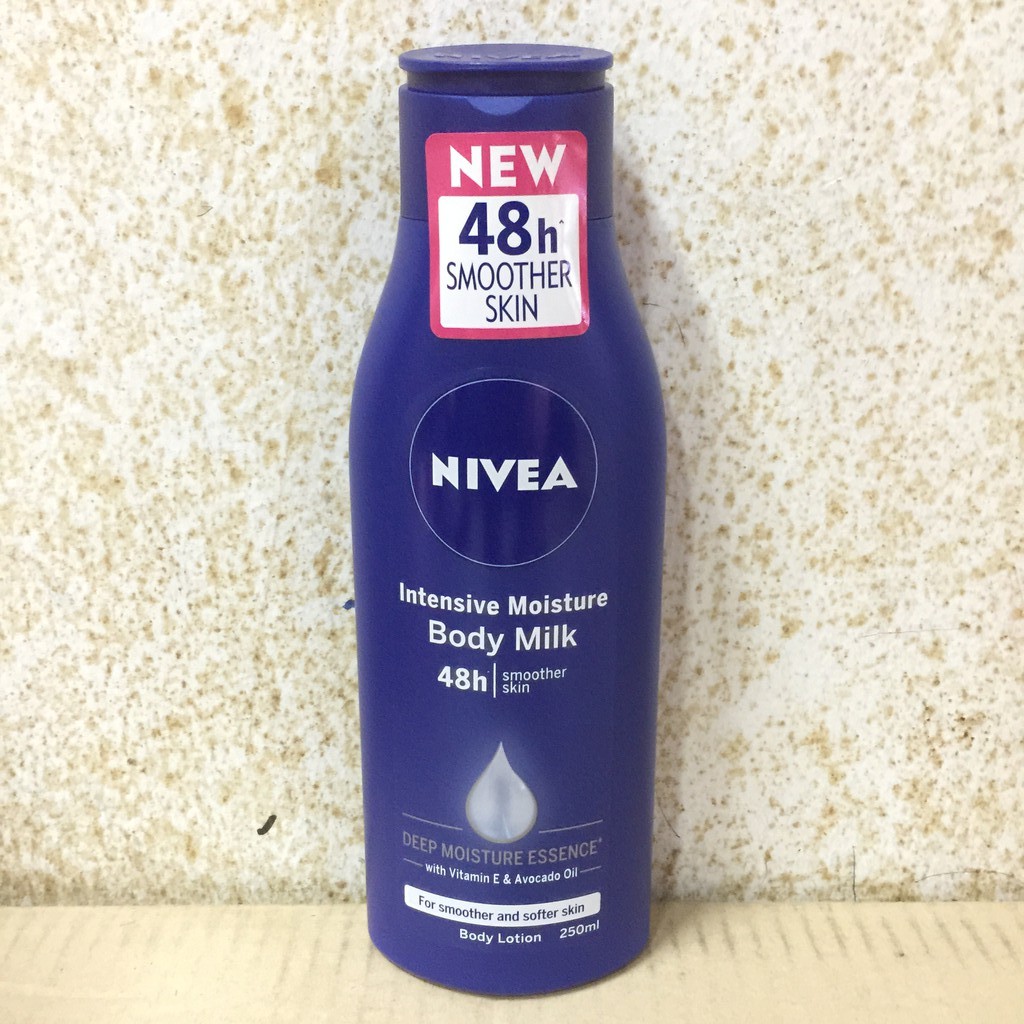 NIVEA
NEW
48h^
SMOOTHER
SKIN
NIVEA
Intensive Moisture
Body Milk
48h
smoother
skin
DEEP MOISTURE ESSENCE*
with Vitamin E & Avocado Oil
For smoother and softer skin
Body Lotion 250ml